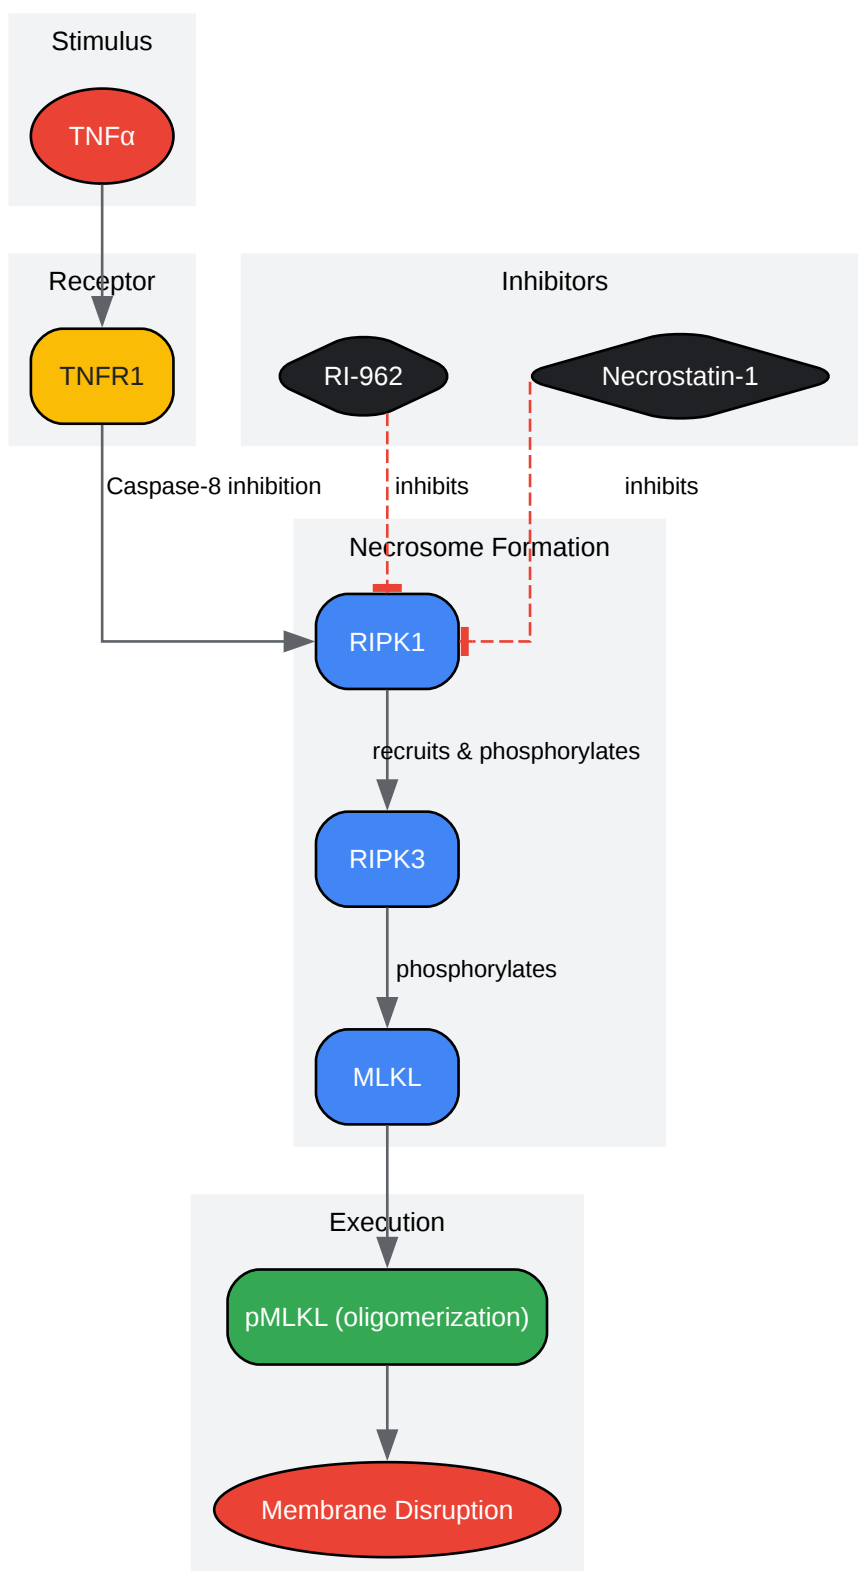 Stimulus
TNFα
Receptor
Inhibitors
TNFR1
RI-962
Necrostatin-1
Caspase-8 inhibition
inhibits
inhibits
Necrosome Formation
RIPK1
recruits & phosphorylates
RIPK3
phosphorylates
MLKL
Execution
pMLKL (oligomerization)
Membrane Disruption